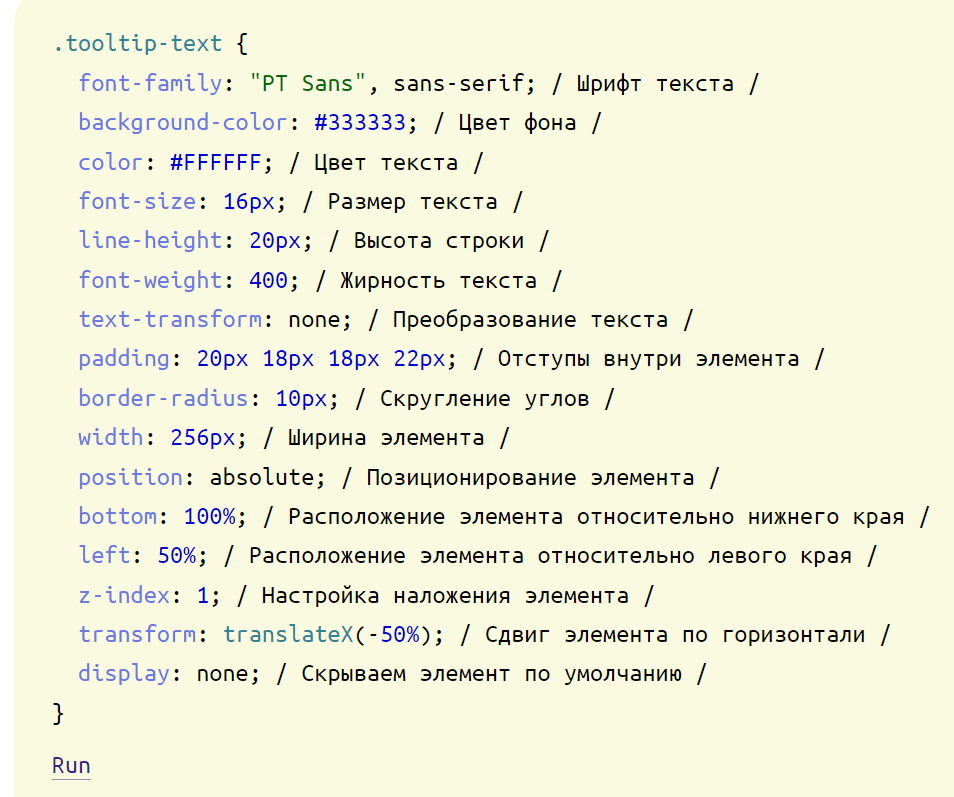 .tooltip-text {
font-family: "PT Sans", sans-serif; / Шрифт текста /
background-color: #333333; / Цвет фона /
color: #FFFFFF; / Цвет текста /
font-size: 16px; / Размер текста /
line-height: 20px; / Высота строки /
font-weight: 400; / Жирность текста /
text-transform: none; / Преобразование текста /
padding: 20px 18px 18px 22px; / Отступы внутри элемента /
border-radius: 10px; / Скругление углов /
width: 256px; / Ширина элемента /
position: absolute; / Позиционирование элемента /
bottom: 100%; / Расположение элемента относительно нижнего края /
left: 50%; / Расположение элемента относительно левого края /
z-index: 1; / Настройка наложения элемента /
transform: translateX(-50%); / Сдвиг элемента по горизонтали /
display: none; / Скрываем элемент по умолчанию /
}
Run